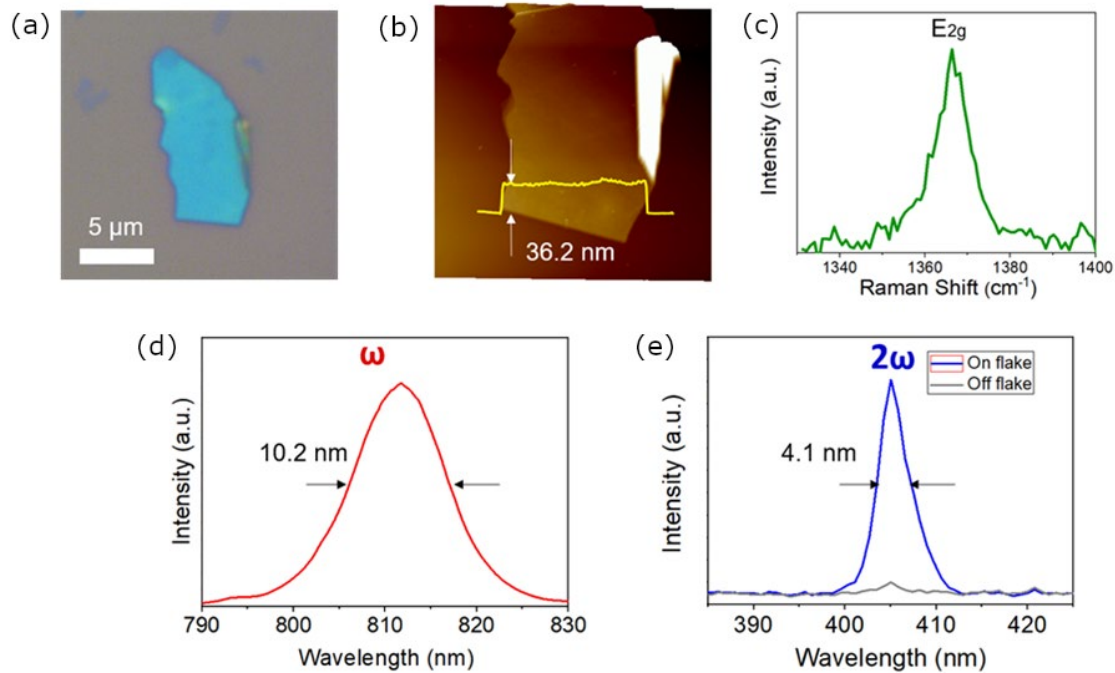 (a)
5 μm
(b)
36.2 nm
(c)
E2g
Intensity (a.u.)
1340 1360 1380 1400
Raman Shift (cm-1)
(d)
ω
10.2 nm
Intensity (a.u.)
790 800 810 820 830
Wavelength (nm)
(e)
2ω
On flake
Off flake
4.1 nm
Intensity (a.u.)
390 400 410 420
Wavelength (nm)